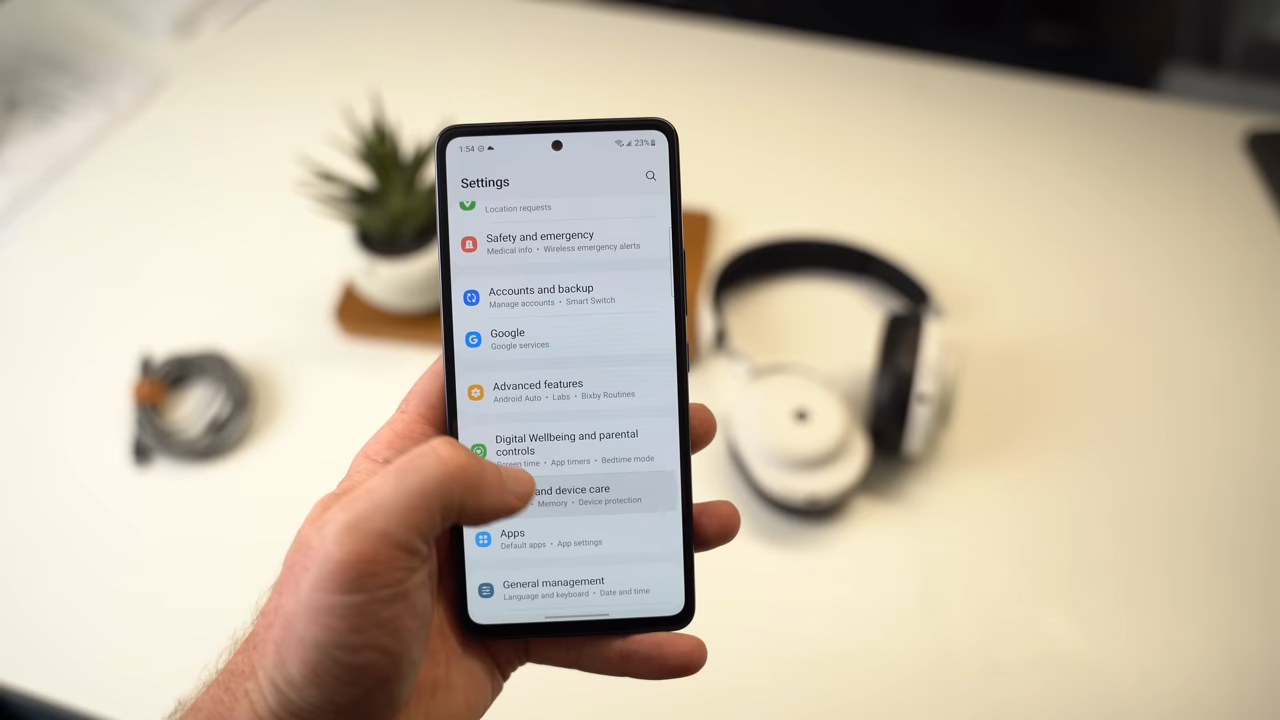 1:54
23%
Settings
Location requests
Safety and emergency
Medical info • Wireless emergency alerts
Accounts and backup
Manage accounts • Smart Switch
Google
Google services
Advanced features
Android Auto • Labs • Bixby Routines
Digital Wellbeing and parental
controls
Screen time • App timers • Bedtime mode
and device care
• Memory • Device protection
Apps
Default apps • App settings
General management
Language and keyboard • Date and time